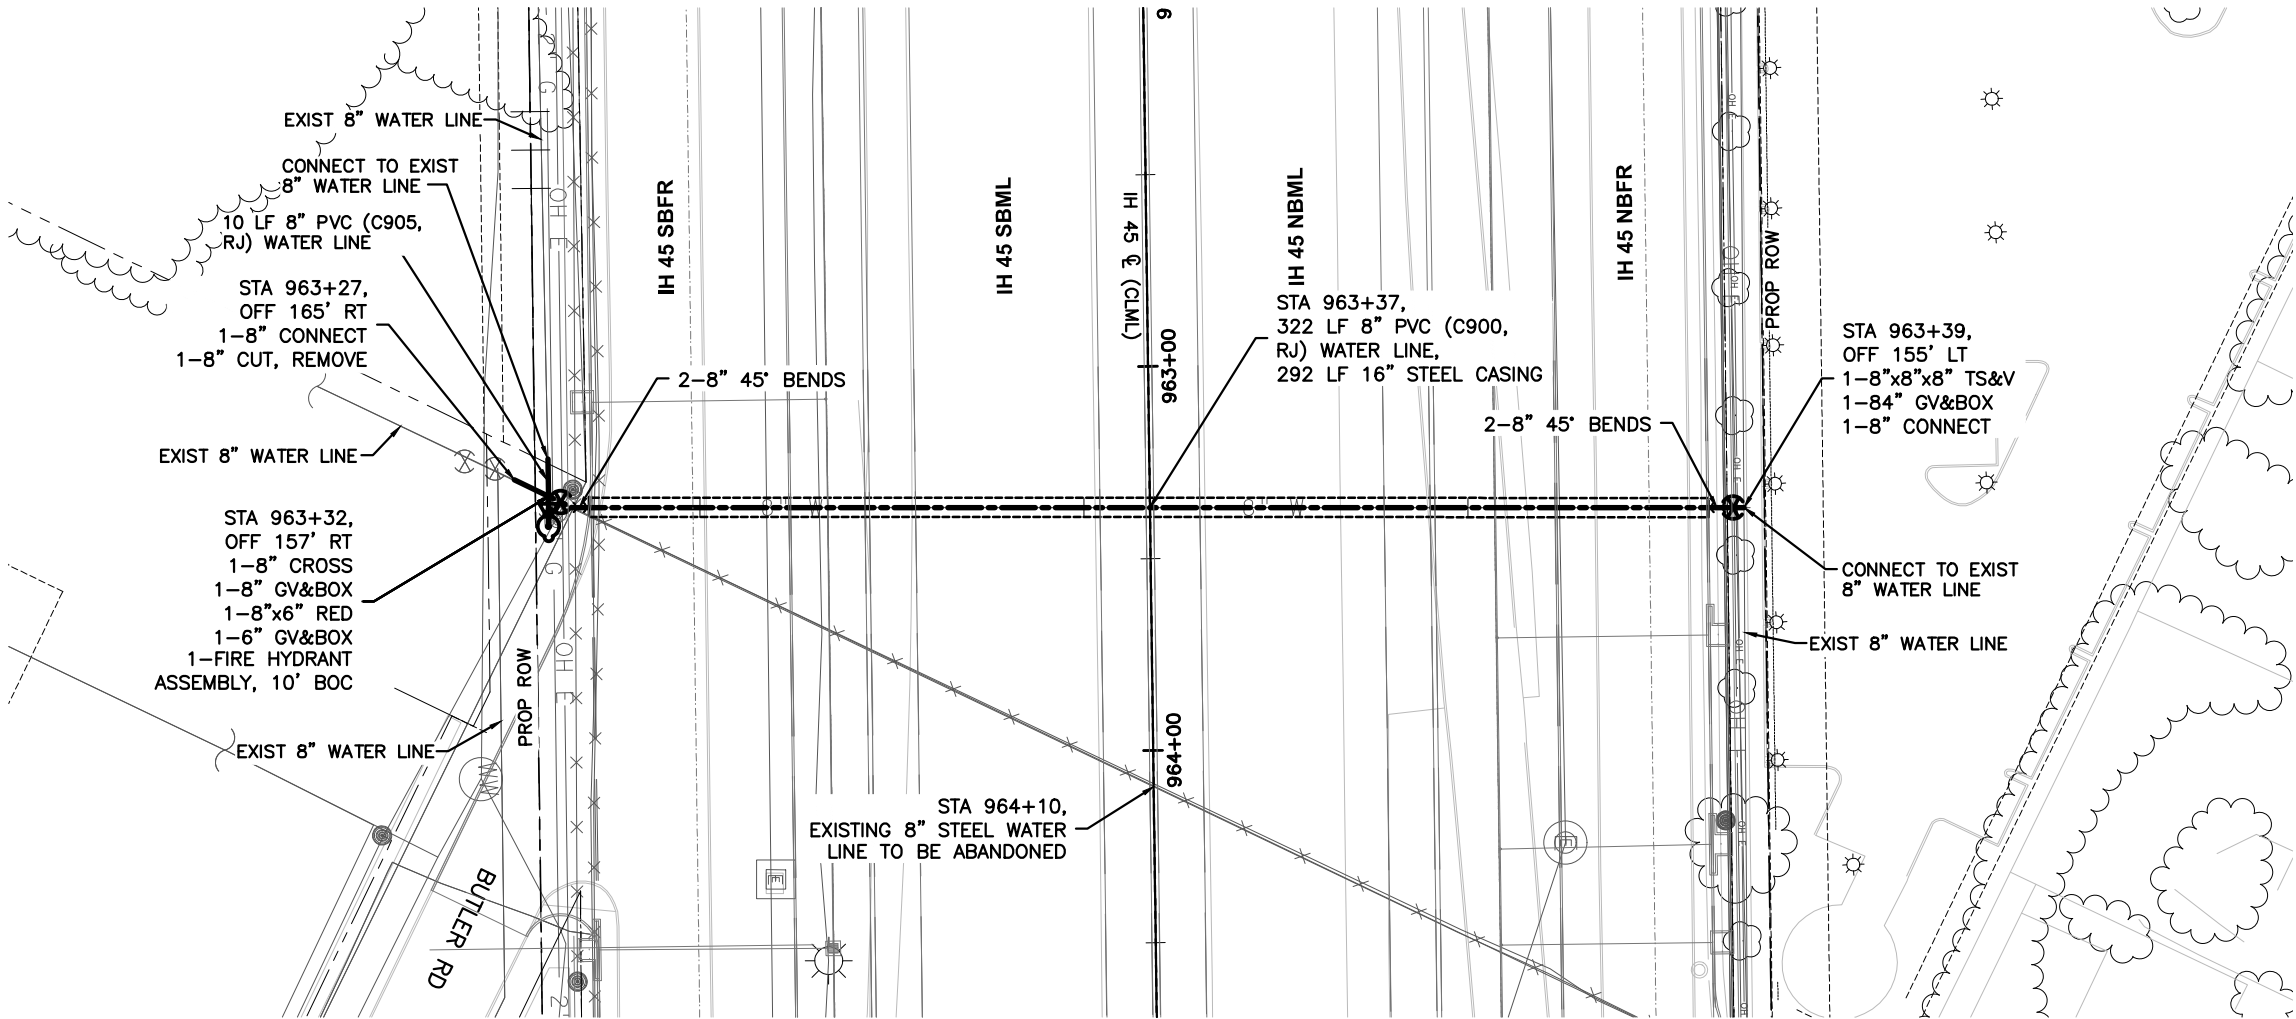 9
EXIST 8" WATER LINE
CONNECT TO EXIST
8" WATER LINE
10 LF 8" PVC (C905,
RJ) WATER LINE
STA 963+27,
OFF 165' RT
1-8" CONNECT
1-8" CUT, REMOVE
EXIST 8" WATER LINE
STA 963+32,
OFF 157' RT
1-8" CROSS
1-8" GV&BOX
1-8"x6" RED
1-6" GV&BOX
1-FIRE HYDRANT
ASSEMBLY, 10' BOC
EXIST 8" WATER LINE
PROP ROW
BUTLER RD
WW
G
OH E
G
OH E
2
IH 45 SBFR
2-8" 45° BENDS
IH 45 SBML
IH 45 ℄ (CLML)
963+00
964+00
8" W
8" W
STA 964+10,
EXISTING 8" STEEL WATER
LINE TO BE ABANDONED
E
E
IH 45 NBML
STA 963+37,
322 LF 8" PVC (C900,
RJ) WATER LINE,
292 LF 16" STEEL CASING
IH 45 NBFR
2-8" 45° BENDS
OH E
PROP ROW
STA 963+39,
OFF 155' LT
1-8"x8"x8" TS&V
1-84" GV&BOX
1-8" CONNECT
CONNECT TO EXIST
8" WATER LINE
EXIST 8" WATER LINE